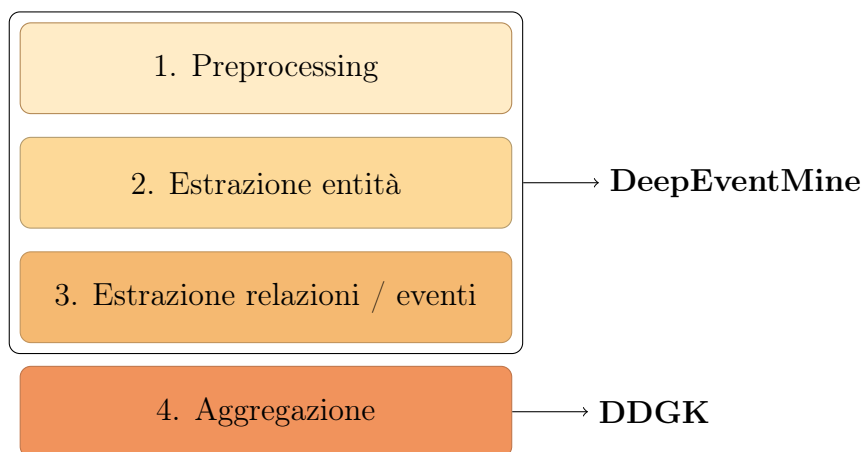 1. Preprocessing
2. Estrazione entità
DeepEventMine
3. Estrazione relazioni / eventi
4. Aggregazione
DDGK